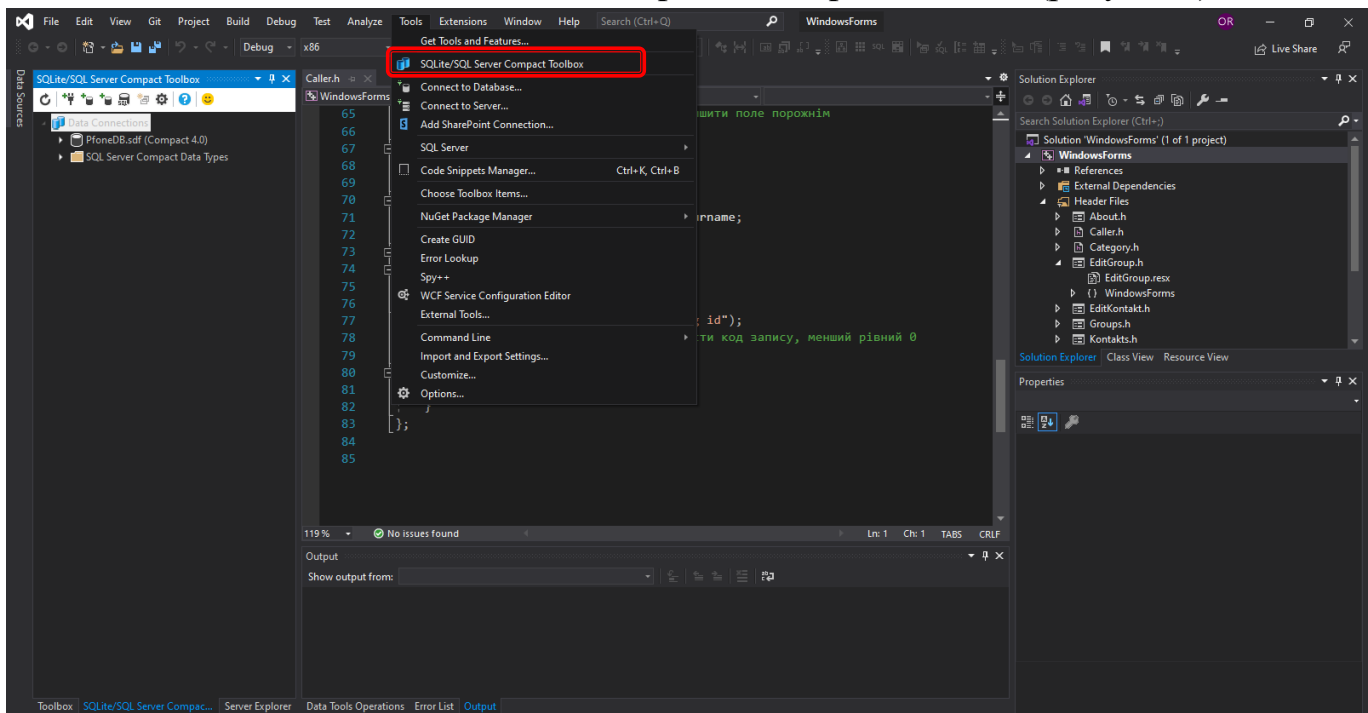 File Edit View Git Project Build Debug Test Analyze Tools Extensions Window Help Search (Ctrl+Q) WindowsForms OR
Debug x86 Live Share
Get Tools and Features...
SQLite/SQL Server Compact Toolbox
Connect to Database...
Connect to Server...
Add SharePoint Connection...
SQL Server
Code Snippets Manager... Ctrl+K, Ctrl+B
Choose Toolbox Items...
NuGet Package Manager
Create GUID
Error Lookup
Spy++
WCF Service Configuration Editor
External Tools...
Command Line
Import and Export Settings...
Customize...
Options...
Data Sources
SQLite/SQL Server Compact Toolbox
Data Connections
PfoneDB.sdf (Compact 4.0)
SQL Server Compact Data Types
Caller.h
WindowsForms
65 шити поле порожнім
66
67
68
69
70
71 rname;
72
73
74
75
76
77 id");
78 ти код запису, менший рівний 0
79
80
81
82 }
83 };
84
85
119 % No issues found Ln: 1 Ch: 1 TABS CRLF
Output
Show output from:
Solution Explorer
Search Solution Explorer (Ctrl+;)
Solution 'WindowsForms' (1 of 1 project)
WindowsForms
References
External Dependencies
Header Files
About.h
Caller.h
Category.h
EditGroup.h
EditGroup.resx
{} WindowsForms
EditKontakt.h
Groups.h
Kontakts.h
Solution Explorer Class View Resource View
Properties
Toolbox SQLite/SQL Server Compac... Server Explorer Data Tools Operations Error List Output